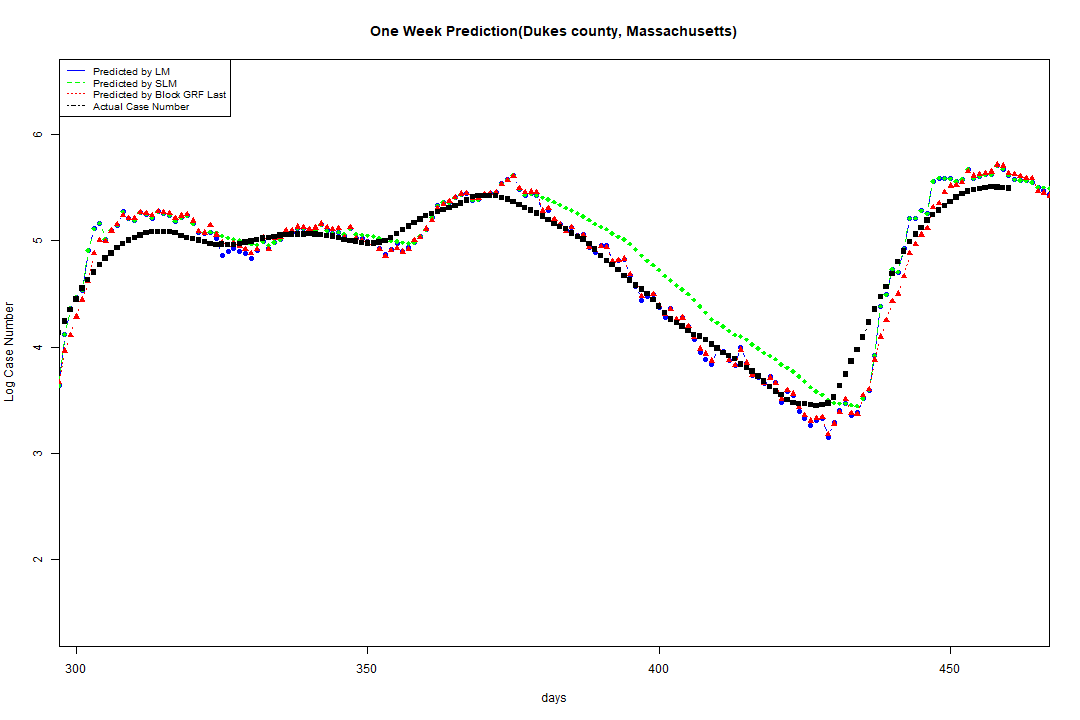 One Week Prediction(Dukes county, Massachusetts)
Predicted by LM
Predicted by SLM
Predicted by Block GRF Last
Actual Case Number
6
5
4
3
2
Log Case Number
300 350 400 450
days